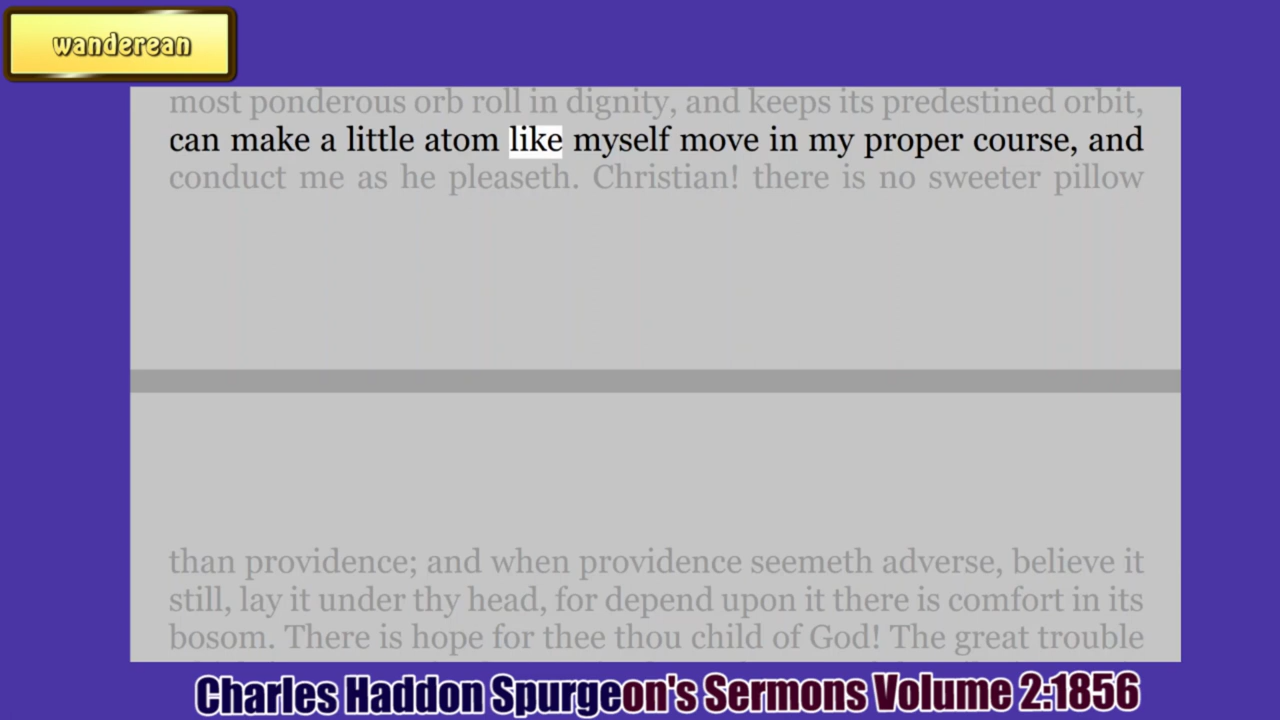 wanderean
most ponderous orb roll in dignity, and keeps its predestined orbit,
can make a little atom like myself move in my proper course, and
conduct me as he pleaseth. Christian! there is no sweeter pillow
than providence; and when providence seemeth adverse, believe it
still, lay it under thy head, for depend upon it there is comfort in its
bosom. There is hope for thee thou child of God! The great trouble
Charles Haddon Spurgeon's Sermons Volume 2:1856